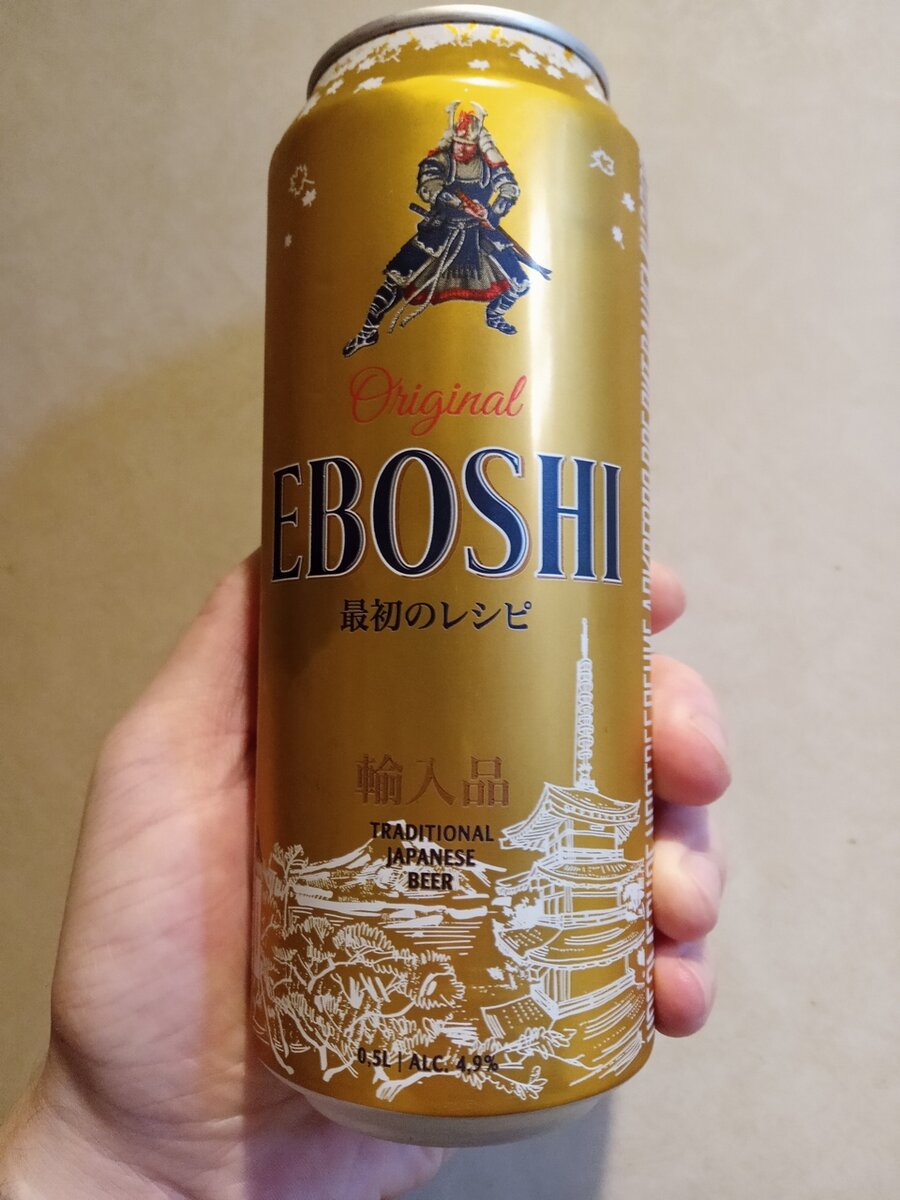 Original
EBOSHI
最初のレシピ
輸入品
TRADITIONAL
JAPANESE
BEER
0,5L | ALC. 4.9%